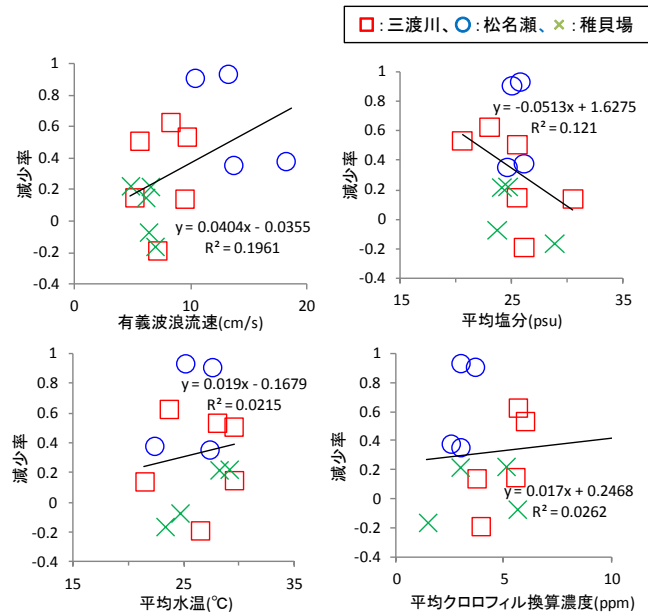 □:三渡川、○:松名瀬、×:稚貝場
1
0.8
0.6
0.4
0.2
0
-0.2
-0.4
減少率
y = 0.0404x - 0.0355
R² = 0.1961
0 10 20
有義波浪流速(cm/s)
1
0.8
0.6
0.4
0.2
0
-0.2
-0.4
減少率
y = -0.0513x + 1.6275
R² = 0.121
15 25 35
平均塩分(psu)
1
0.8
0.6
0.4
0.2
0
-0.2
-0.4
減少率
y = 0.019x - 0.1679
R² = 0.0215
15 25 35
平均水温(℃)
1
0.8
0.6
0.4
0.2
0
-0.2
-0.4
減少率
y = 0.017x + 0.2468
R² = 0.0262
0 5 10
平均クロロフィル換算濃度(ppm)